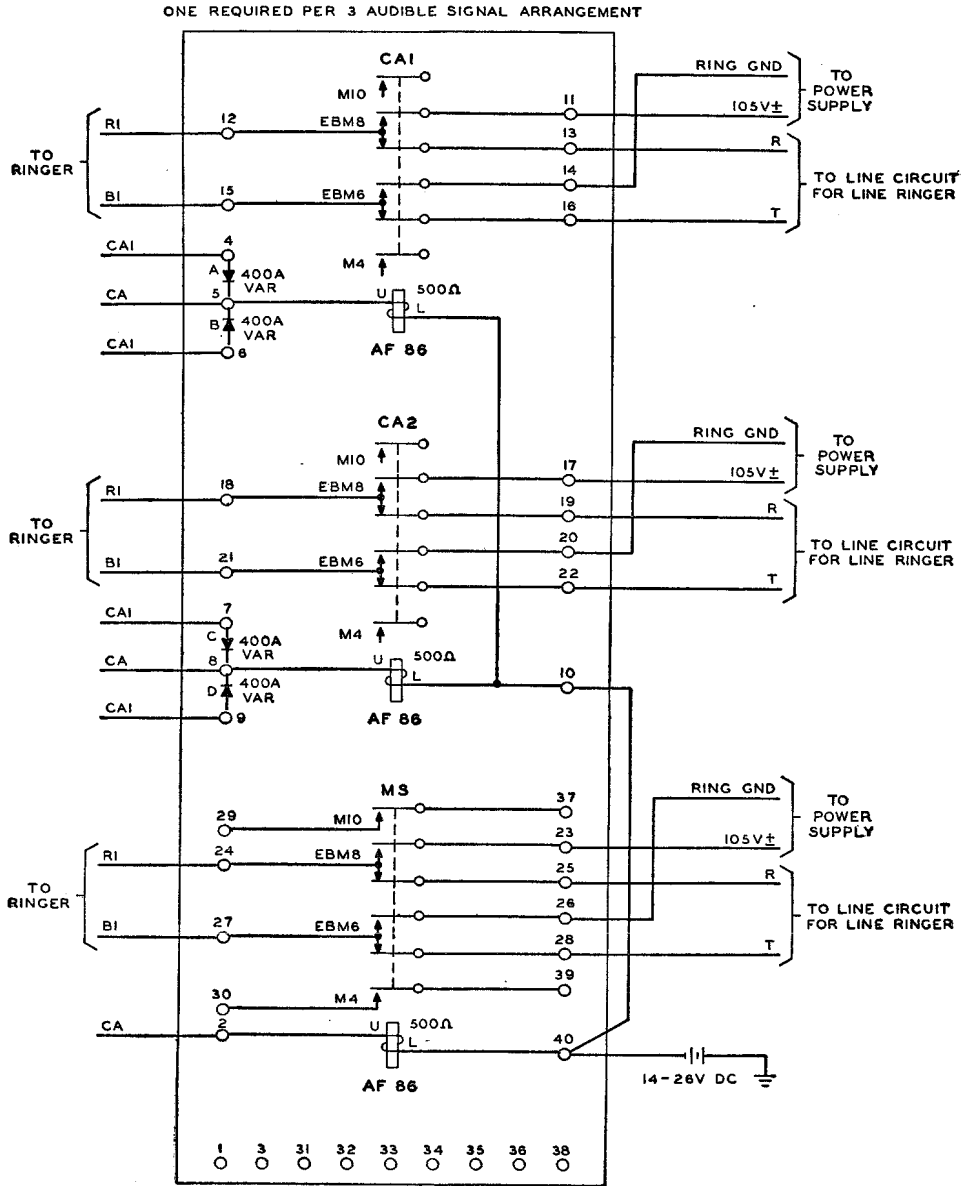 ONE REQUIRED PER 3 AUDIBLE SIGNAL ARRANGEMENT
CA1
M10
RING GND
TO
POWER
SUPPLY
11
105V±
R1
12
EBM8
13
R
TO
RINGER
14
TO LINE CIRCUIT
FOR LINE RINGER
B1
15
EBM6
16
T
CA1
4
M4
A
400A
VAR
U
500Ω
CA
5
L
B
400A
VAR
CA1
6
AF 86
CA2
M10
RING GND
TO
POWER
SUPPLY
17
105V±
R1
18
EBM8
19
R
TO
RINGER
20
TO LINE CIRCUIT
FOR LINE RINGER
B1
21
EBM6
22
T
CA1
7
M4
C
400A
VAR
U
500Ω
CA
8
L
10
D
400A
VAR
CA1
9
AF 86
MS
RING GND
TO
POWER
SUPPLY
37
29
M10
23
105V±
R1
24
EBM8
25
R
TO
RINGER
26
TO LINE CIRCUIT
FOR LINE RINGER
B1
27
EBM6
28
T
39
30
M4
CA
2
U
500Ω
L
40
14-26V DC
AF 86
1 3 31 32 33 34 35 36 38